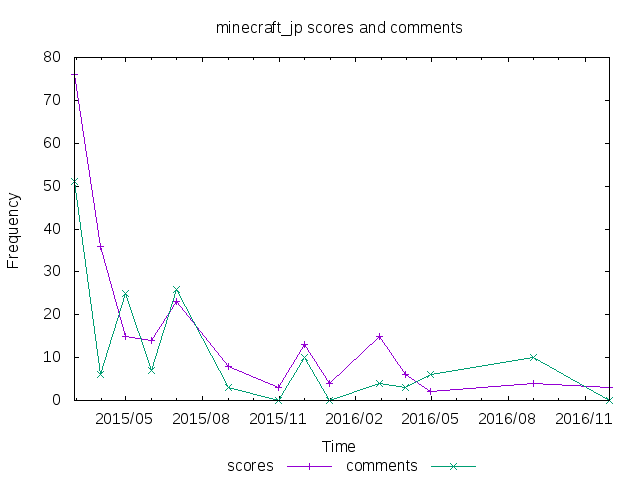 minecraft_jp scores and comments
80
70
60
50
40
30
20
10
0
Frequency
2015/05 2015/08 2015/11 2016/02 2016/05 2016/08 2016/11
Time
scores comments